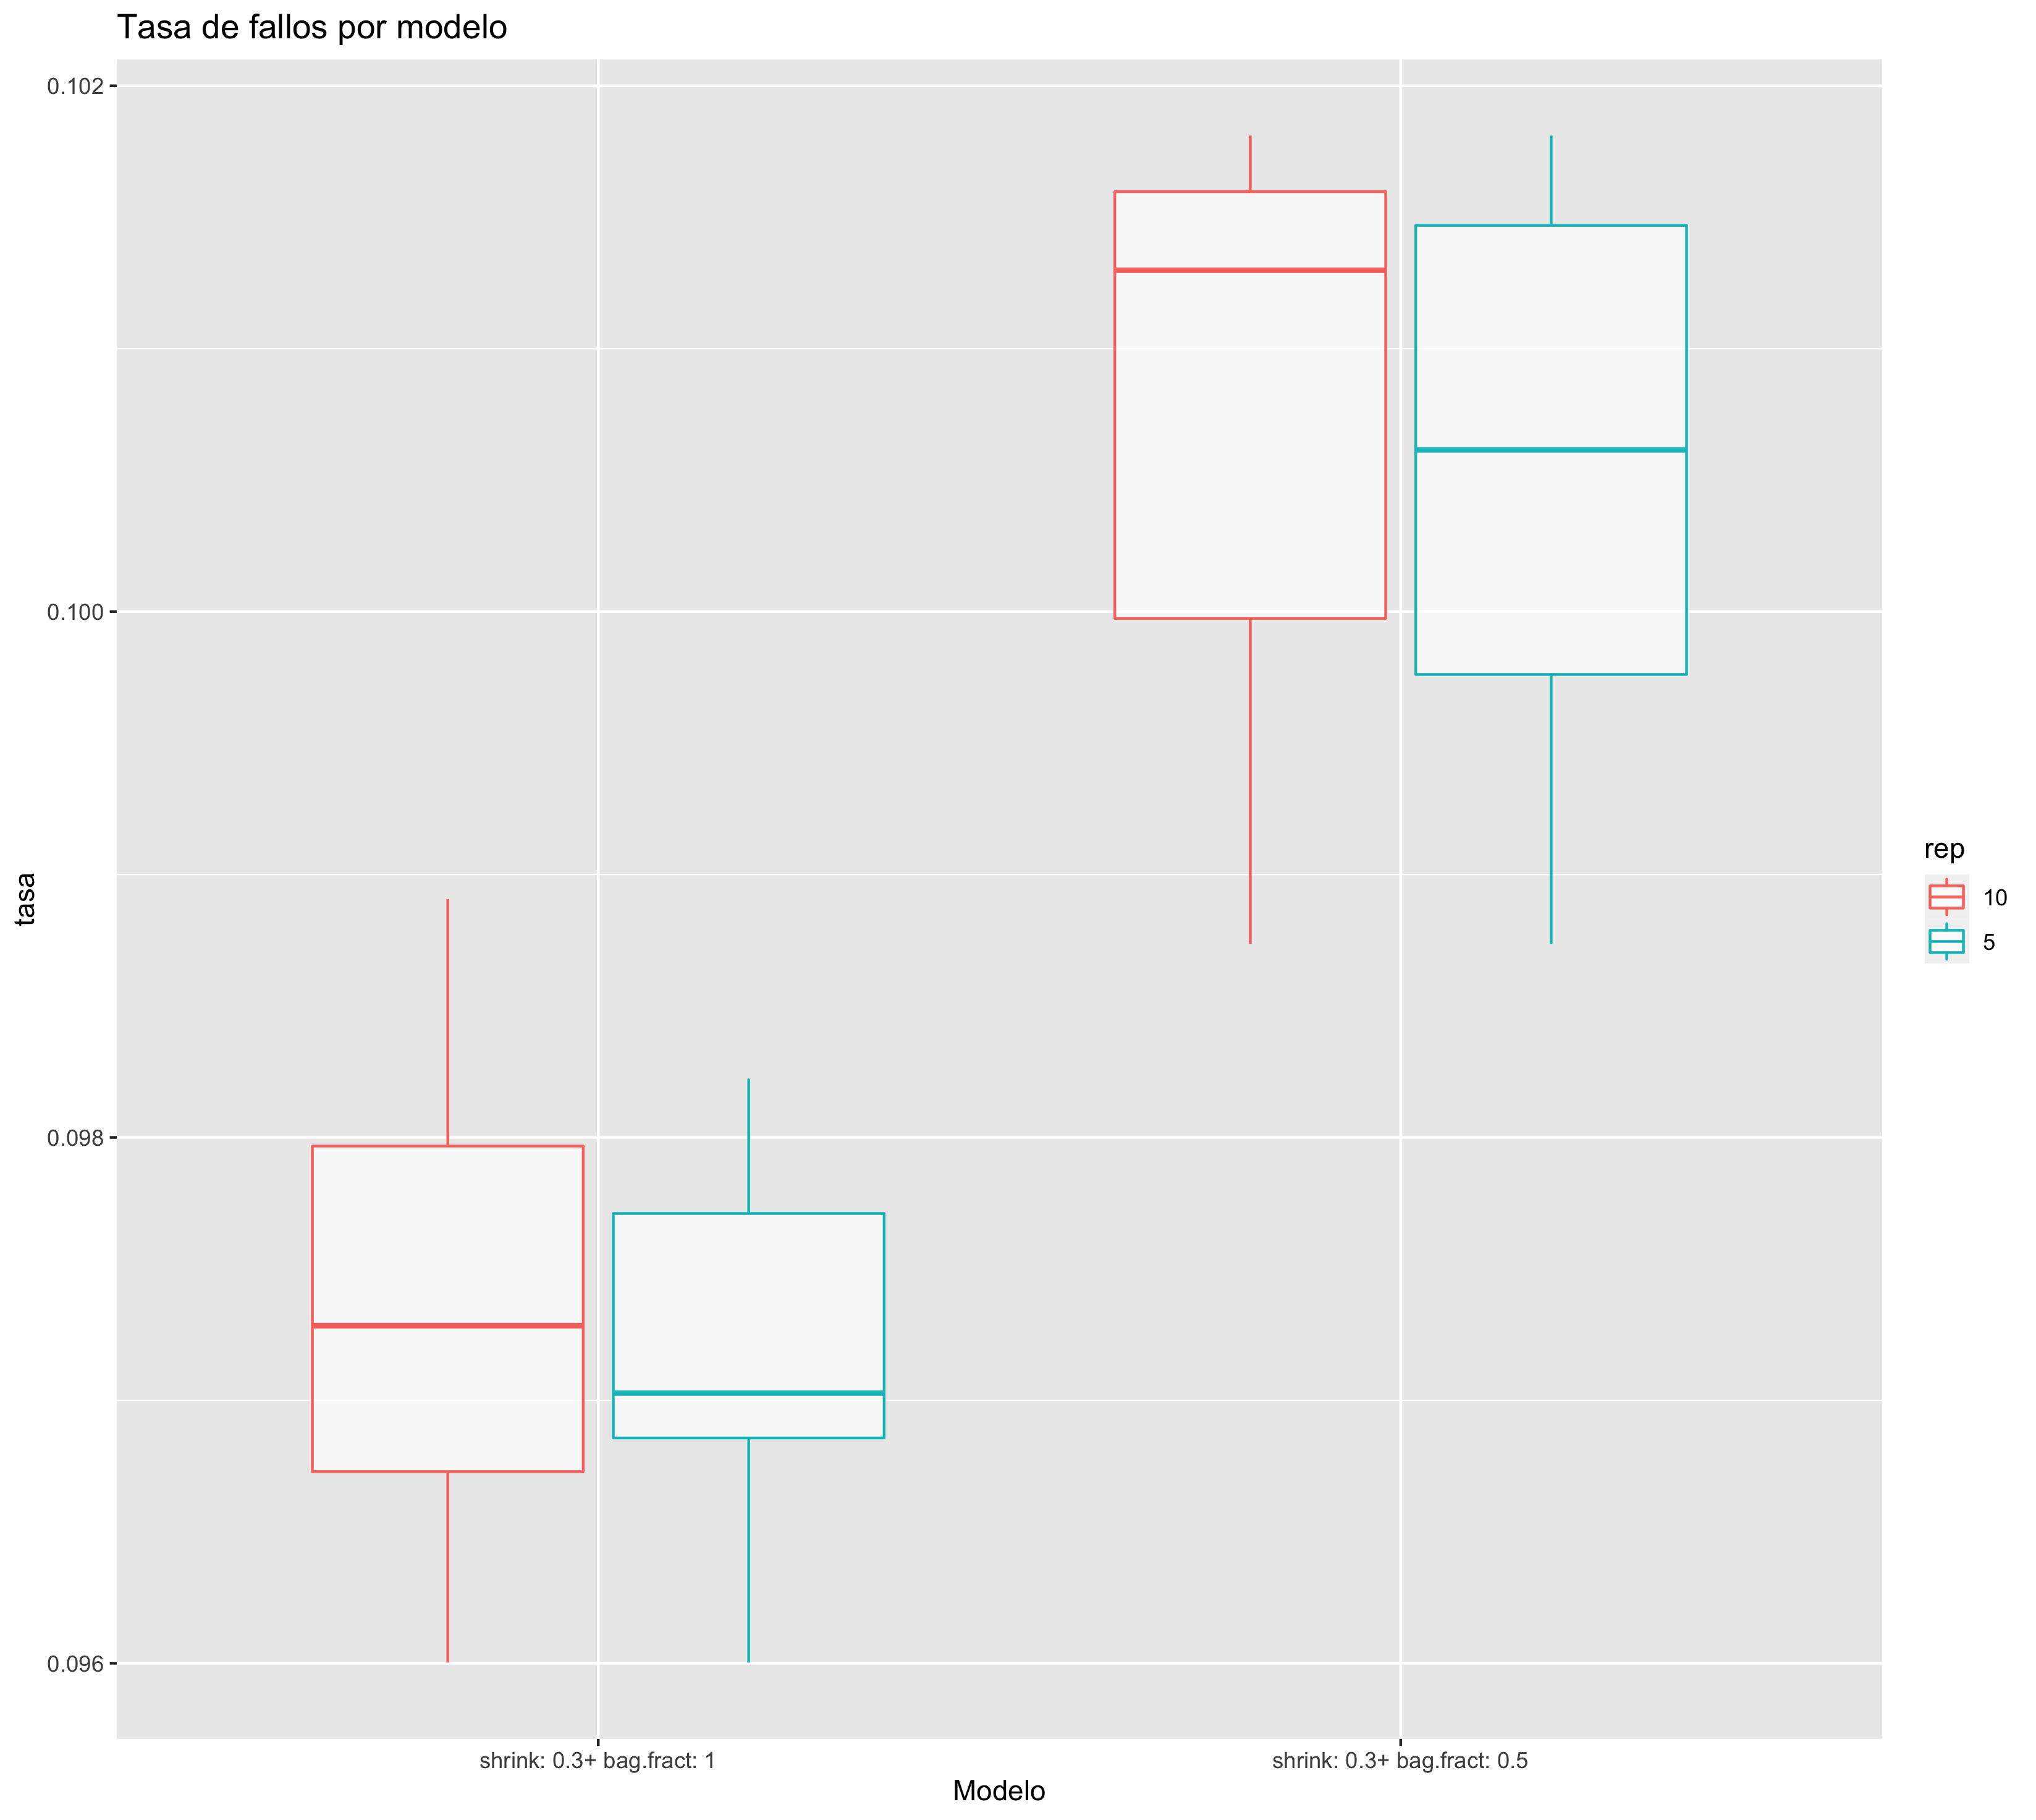 Tasa de fallos por modelo
0.102
0.100
0.098
0.096
tasa
shrink: 0.3+ bag.fract: 1
shrink: 0.3+ bag.fract: 0.5
Modelo
rep
10
5